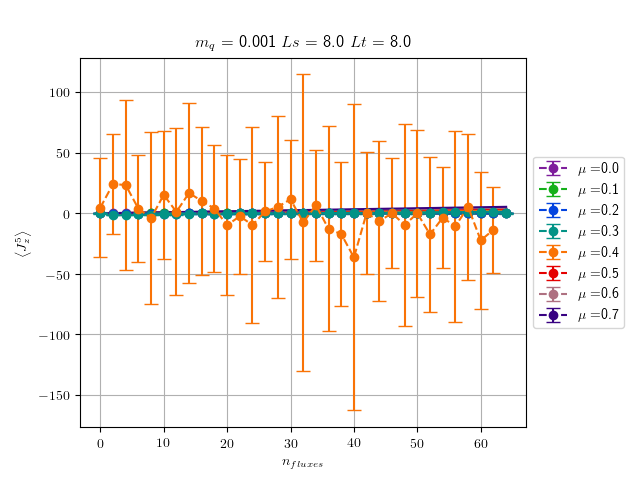 m_q = 0.001 Ls = 8.0 Lt = 8.0
⟨J_z^5⟩
100
50
0
−50
−100
−150
0 10 20 30 40 50 60
n_{fluxes}
μ =0.0
μ =0.1
μ =0.2
μ =0.3
μ =0.4
μ =0.5
μ =0.6
μ =0.7